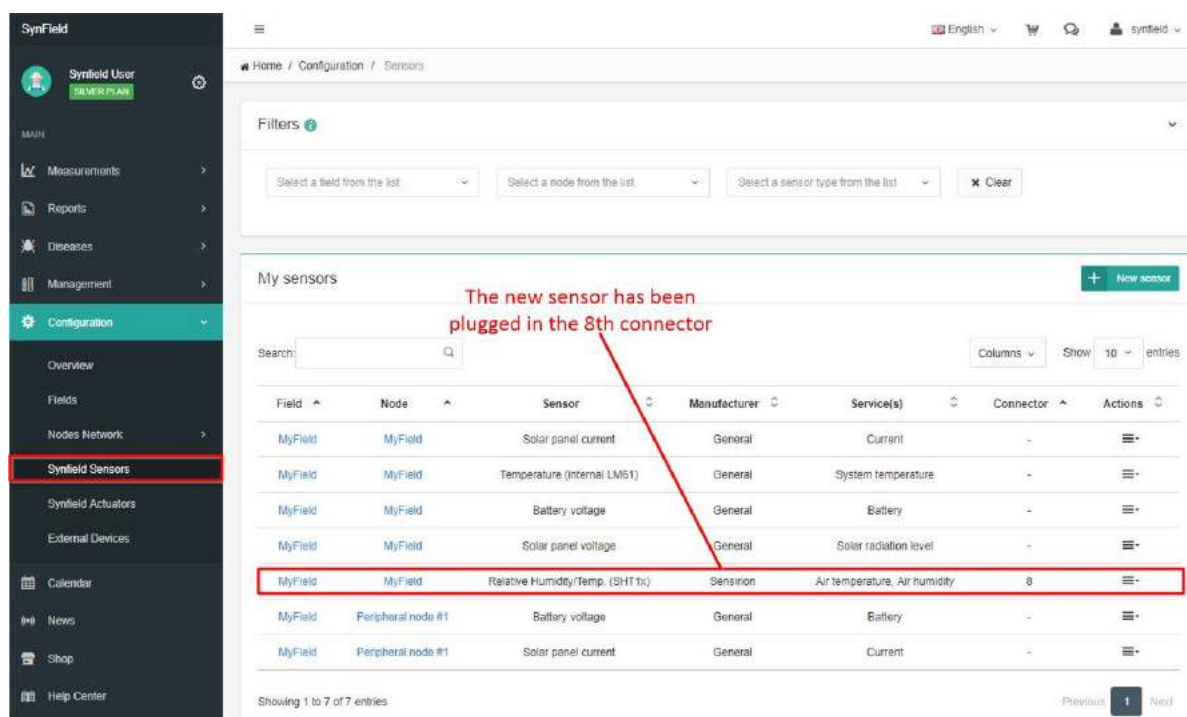 SynField
English
synfield
Synfield User
SILVER PLAN
Home / Configuration / Sensors
MAIN
Measurements
Reports
Diseases
Management
Configuration
Overview
Fields
Nodes Network
Synfield Sensors
Synfield Actuators
External Devices
Calendar
News
Shop
Help Center
Filters
Select a field from the list
Select a node from the list
Select a sensor type from the list
Clear
My sensors
New sensor
The new sensor has been
plugged in the 8th connector
Search:
Columns
Show 10 entries
Field Node Sensor Manufacturer Service(s) Connector Actions
MyField MyField Solar panel current General Current -
MyField MyField Temperature (internal LM61) General System temperature -
MyField MyField Battery voltage General Battery -
MyField MyField Solar panel voltage General Solar radiation level -
MyField MyField Relative Humidity/Temp. (SHT1x) Sensirion Air temperature, Air humidity 8
MyField Peripheral node #1 Battery voltage General Battery -
MyField Peripheral node #1 Solar panel current General Current -
Showing 1 to 7 of 7 entries
Previous 1 Next